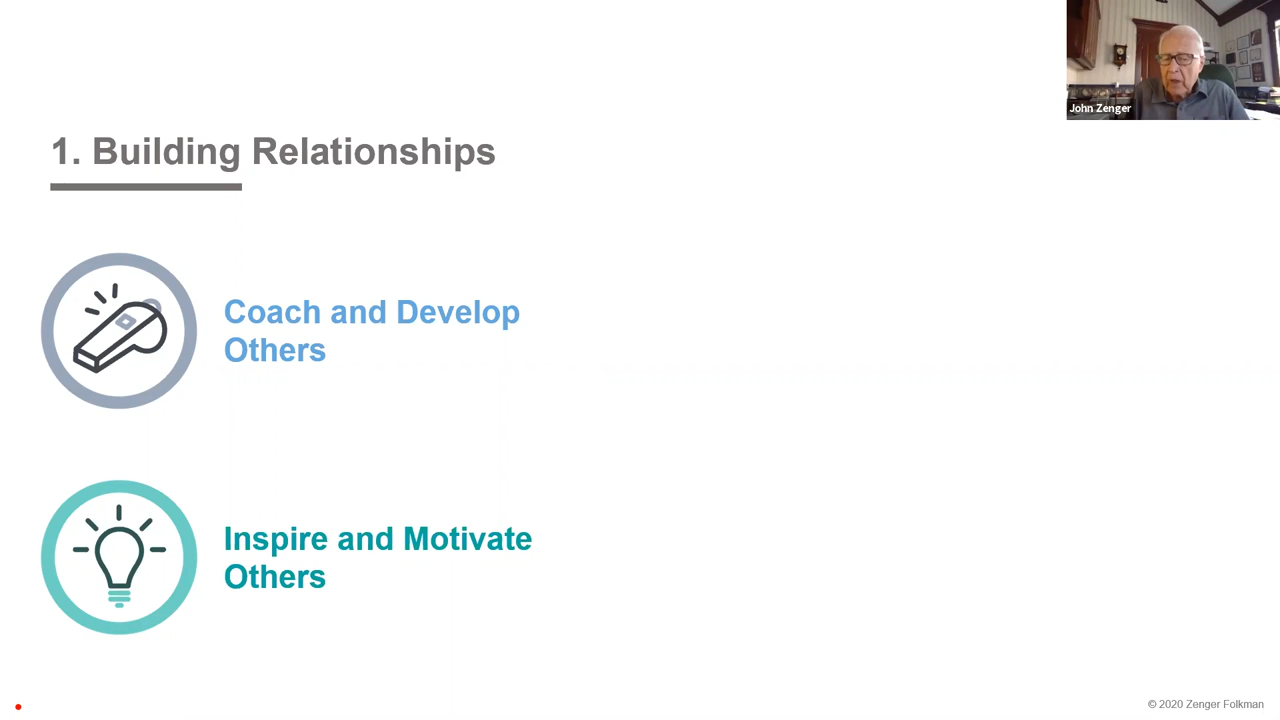 John Zenger
1. Building Relationships
Coach and Develop
Others
Inspire and Motivate
Others
© 2020 Zenger Folkman